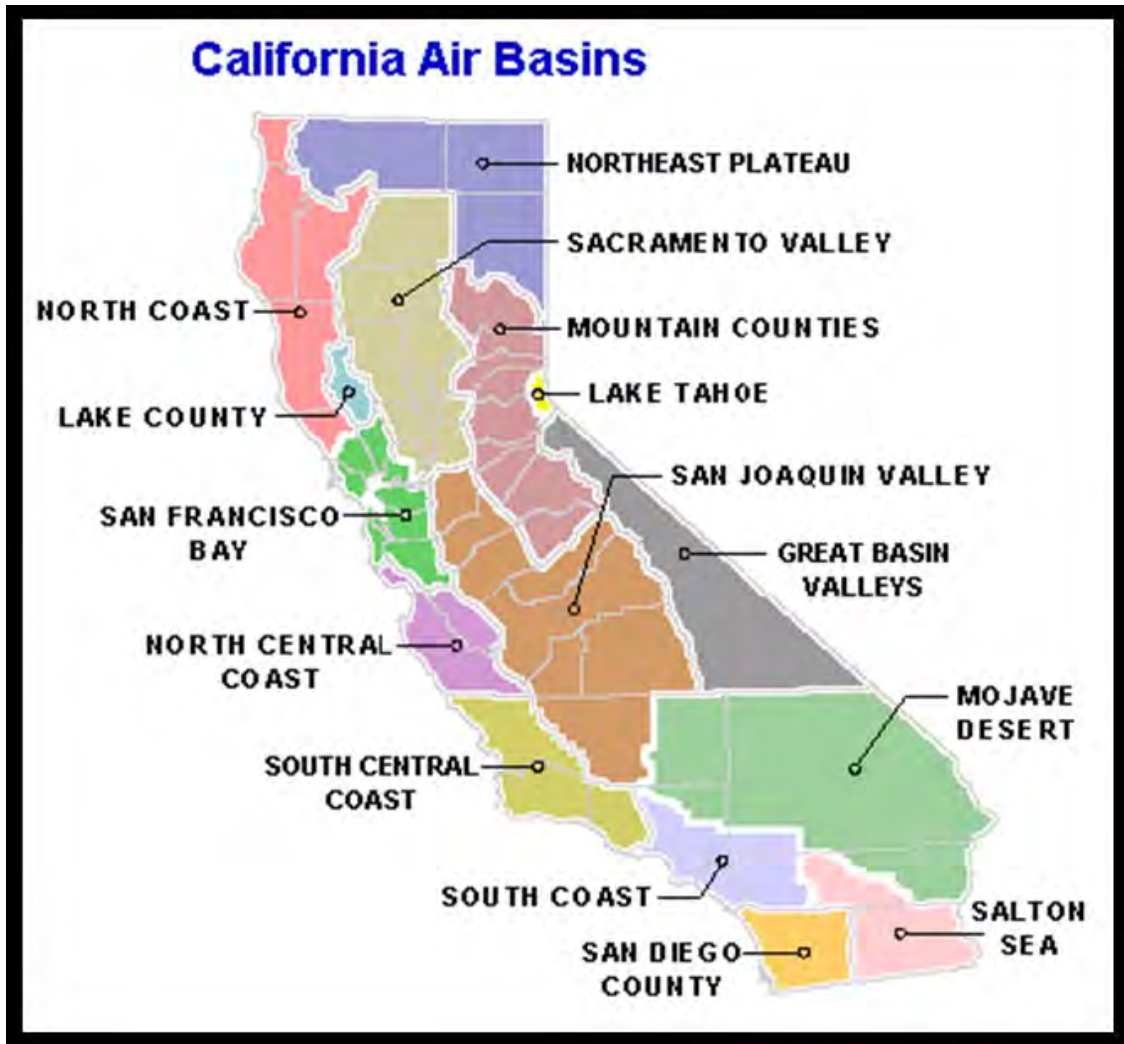 California Air Basins
NORTHEAST PLATEAU
SACRAMENTO VALLEY
NORTH COAST
MOUNTAIN COUNTIES
LAKE TAHOE
LAKE COUNTY
SAN JOAQUIN VALLEY
SAN FRANCISCO
BAY
GREAT BASIN
VALLEYS
NORTH CENTRAL
COAST
MOJAVE
DESERT
SOUTH CENTRAL
COAST
SOUTH COAST
SALTON
SEA
SAN DIEGO
COUNTY